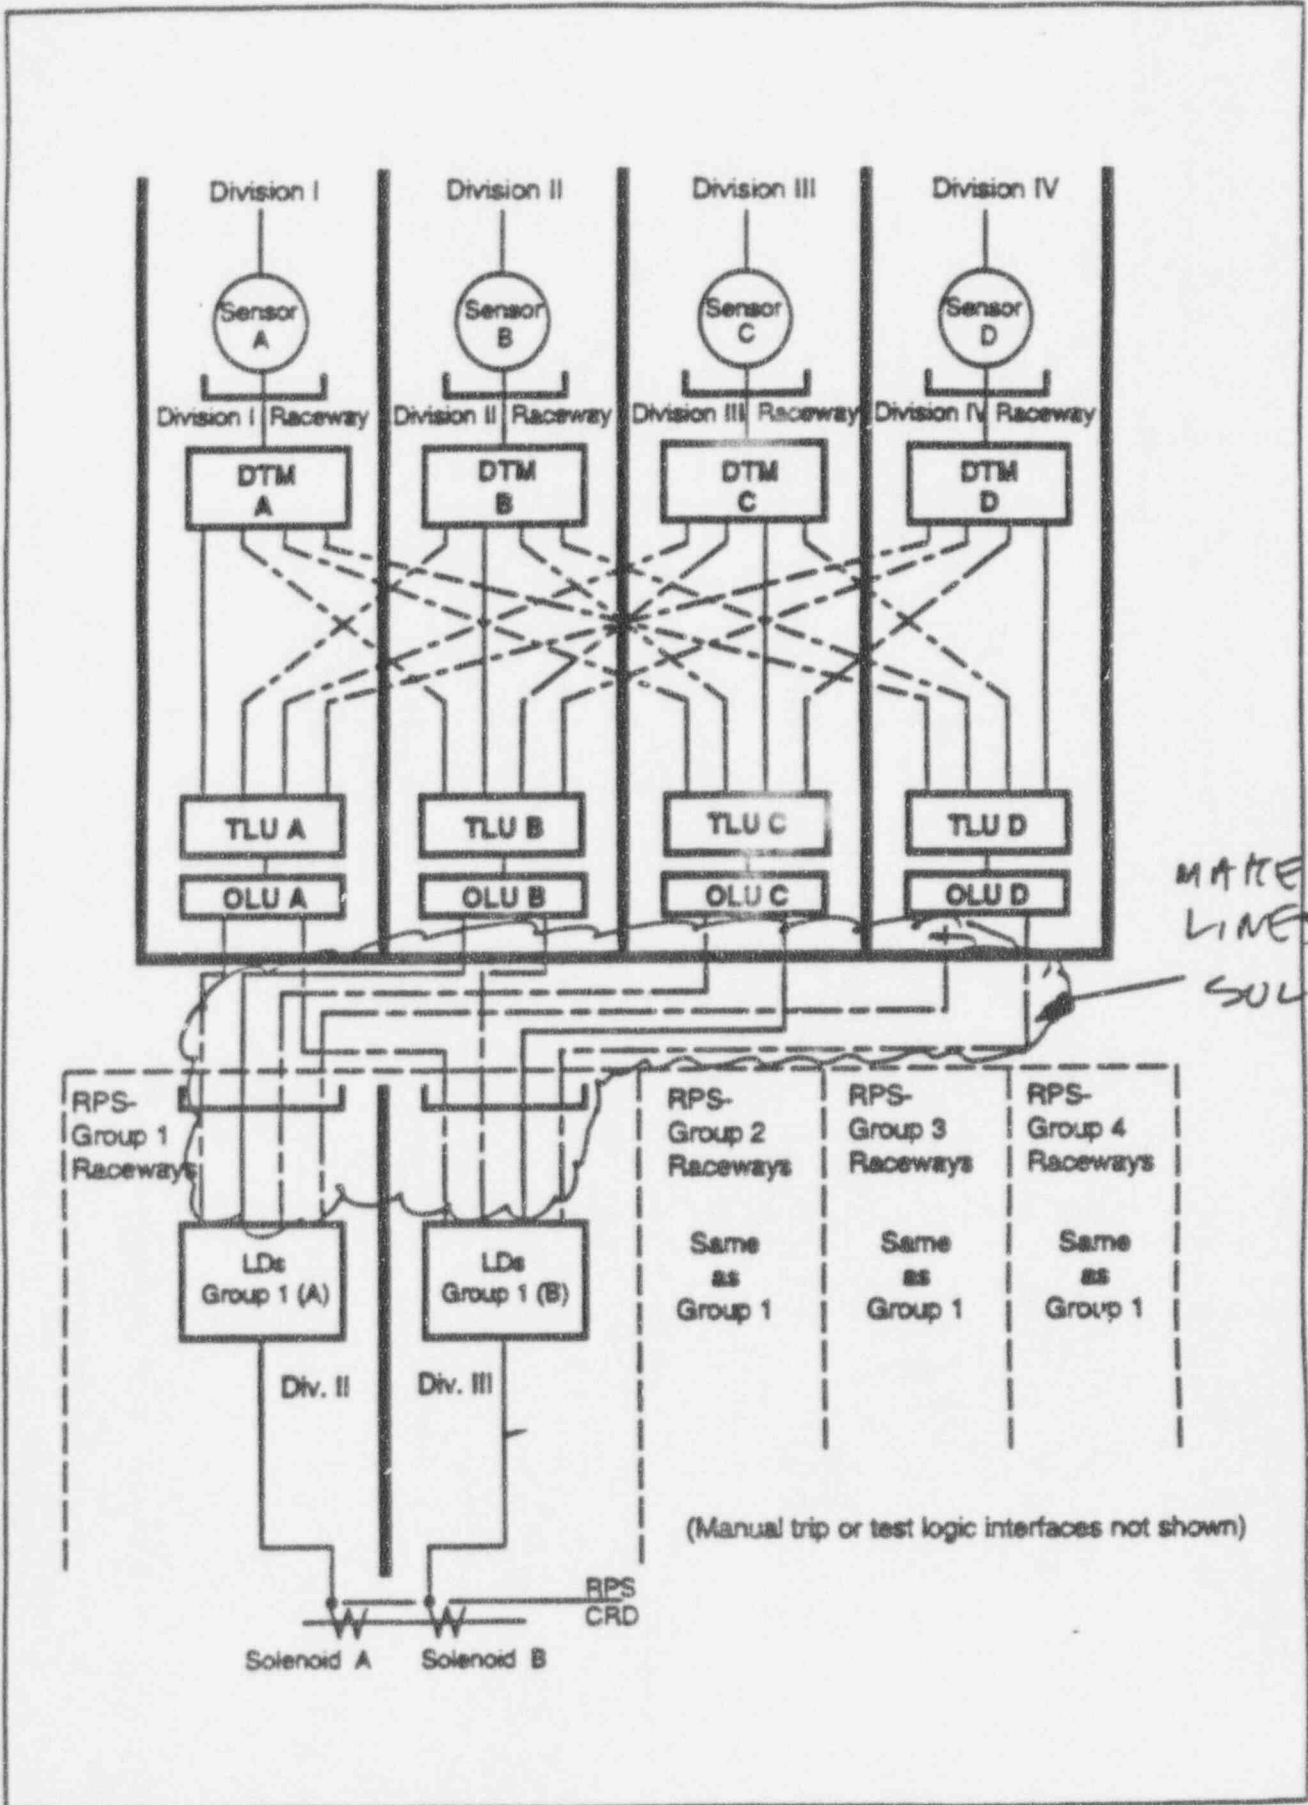 Division I
Division II
Division III
Division IV
Sensor
A
Sensor
B
Sensor
C
Sensor
D
Division I Raceway
Division II Raceway
Division III Raceway
Division IV Raceway
DTM
A
DTM
B
DTM
C
DTM
D
TLU A
TLU B
TLU C
TLU D
OLU A
OLU B
OLU C
OLU D
MAKE
LINE
RPS-
Group 1
Raceways
RPS-
Group 2
Raceways
RPS-
Group 3
Raceways
RPS-
Group 4
Raceways
Same
as
Group 1
Same
as
Group 1
Same
as
Group 1
LDs
Group 1 (A)
LDs
Group 1 (B)
Div. II
Div. III
(Manual trip or test logic interfaces not shown)
RPS
CRD
Solenoid A
Solenoid B